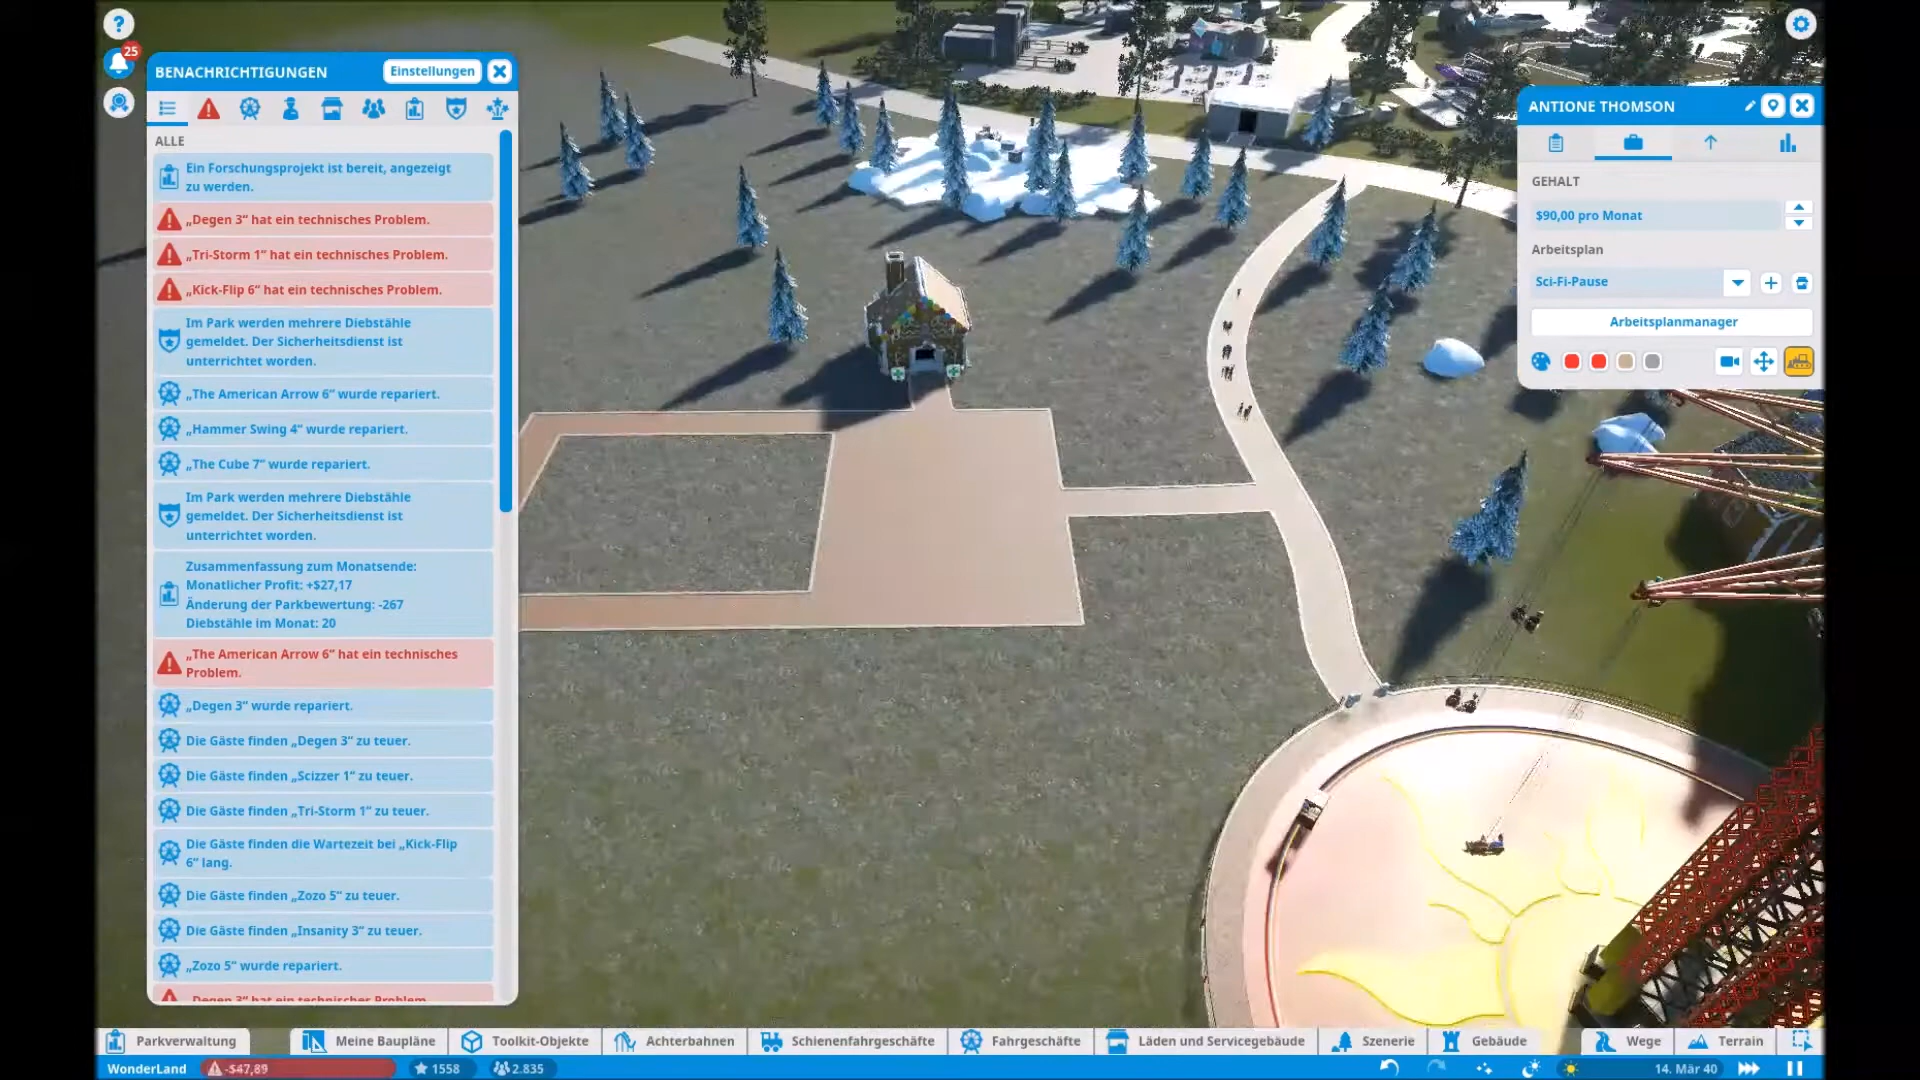 ?
25
BENACHRICHTIGUNGEN
Einstellungen
ALLE
Ein Forschungsprojekt ist bereit, angezeigt
zu werden.
„Degen 3“ hat ein technisches Problem.
„Tri-Storm 1“ hat ein technisches Problem.
„Kick-Flip 6“ hat ein technisches Problem.
Im Park werden mehrere Diebstähle
gemeldet. Der Sicherheitsdienst ist
unterrichtet worden.
„The American Arrow 6“ wurde repariert.
„Hammer Swing 4“ wurde repariert.
„The Cube 7“ wurde repariert.
Im Park werden mehrere Diebstähle
gemeldet. Der Sicherheitsdienst ist
unterrichtet worden.
Zusammenfassung zum Monatsende:
Monatlicher Profit: +$27,17
Änderung der Parkbewertung: -267
Diebstähle im Monat: 20
„The American Arrow 6“ hat ein technisches
Problem.
„Degen 3“ wurde repariert.
Die Gäste finden „Degen 3“ zu teuer.
Die Gäste finden „Scizzer 1“ zu teuer.
Die Gäste finden „Tri-Storm 1“ zu teuer.
Die Gäste finden die Wartezeit bei „Kick-Flip
6“ lang.
Die Gäste finden „Zozo 5“ zu teuer.
Die Gäste finden „Insanity 3“ zu teuer.
„Zozo 5“ wurde repariert.
„Degen 3“ hat ein technisches Problem.
ANTIONE THOMSON
GEHALT
$90,00 pro Monat
Arbeitsplan
Sci-Fi-Pause
Arbeitsplanmanager
Parkverwaltung
Meine Baupläne
Toolkit-Objekte
Achterbahnen
Schienenfahrgeschäfte
Fahrgeschäfte
Läden und Servicegebäude
Szenerie
Gebäude
Wege
Terrain
WonderLand
-$47,89
1558
2.835
14. Mär 40